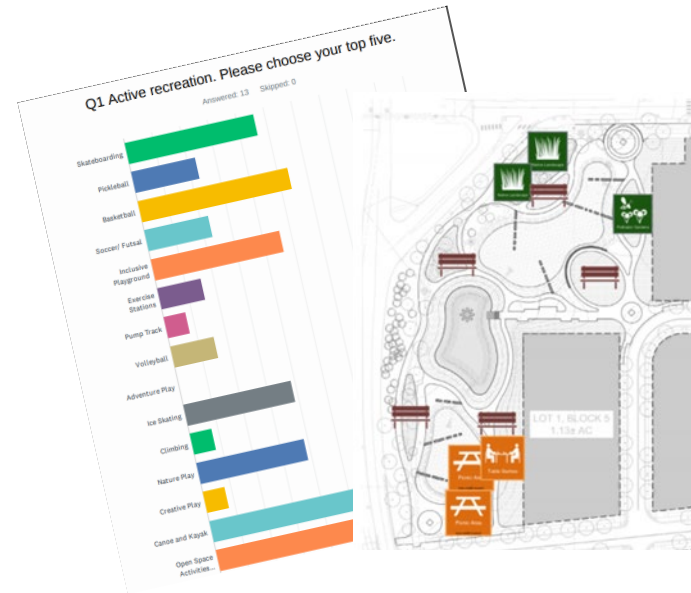 Q1 Active recreation. Please choose your top five.
Answered: 13 Skipped: 0
Skateboarding
Pickleball
Basketball
Soccer/ Futsal
Inclusive
Playground
Exercise
Stations
Pump Track
Volleyball
Adventure Play
Ice Skating
Climbing
Nature Play
Creative Play
Canoe and Kayak
Open Space
Activities...
LOT 1, BLOCK 5
1.13± AC
Picnic Area